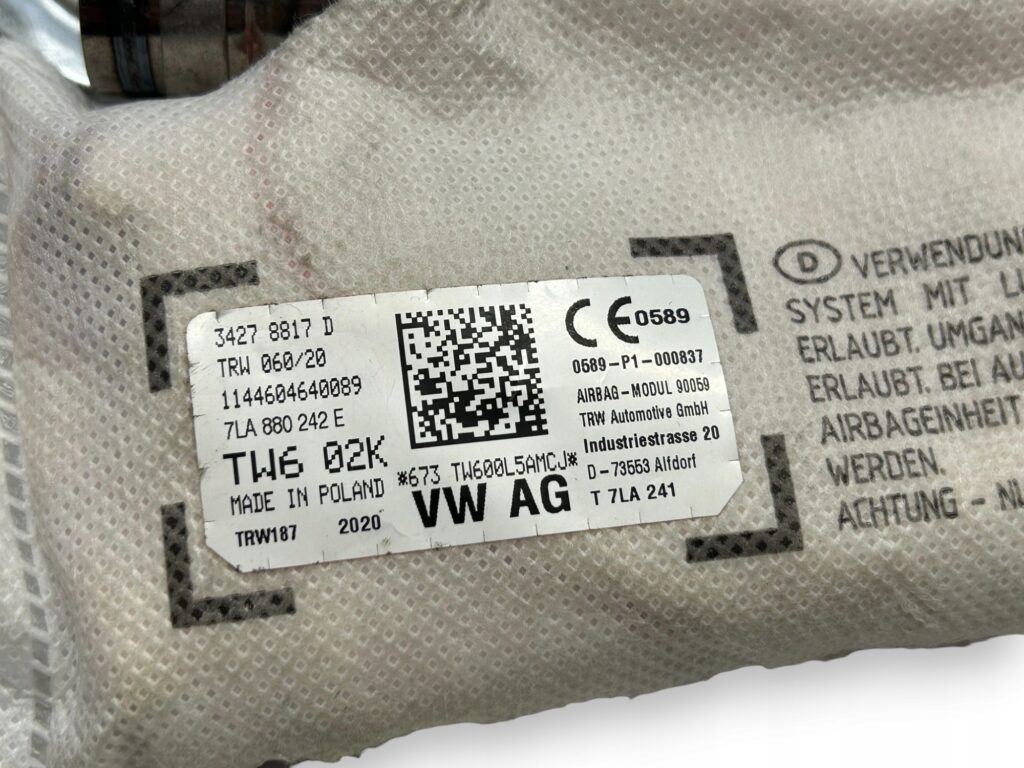 3427 8817 D
TRW 060/20
1144604640089
7LA 880 242 E
TW6 02K
MADE IN POLAND
TRW187 2020
*673 TW600L5AMCJ*
VW AG
CE 0589
0589-P1-000837
AIRBAG-MODUL 90059
TRW Automotive GmbH
Industriestrasse 20
D-73553 Alfdorf
T 7LA 241
D VERWENDUNG
SYSTEM MIT
ERLAUBT. UMGAN
ERLAUBT. BEI AU
AIRBAGEINHEIT
WERDEN.
ACHTUNG -